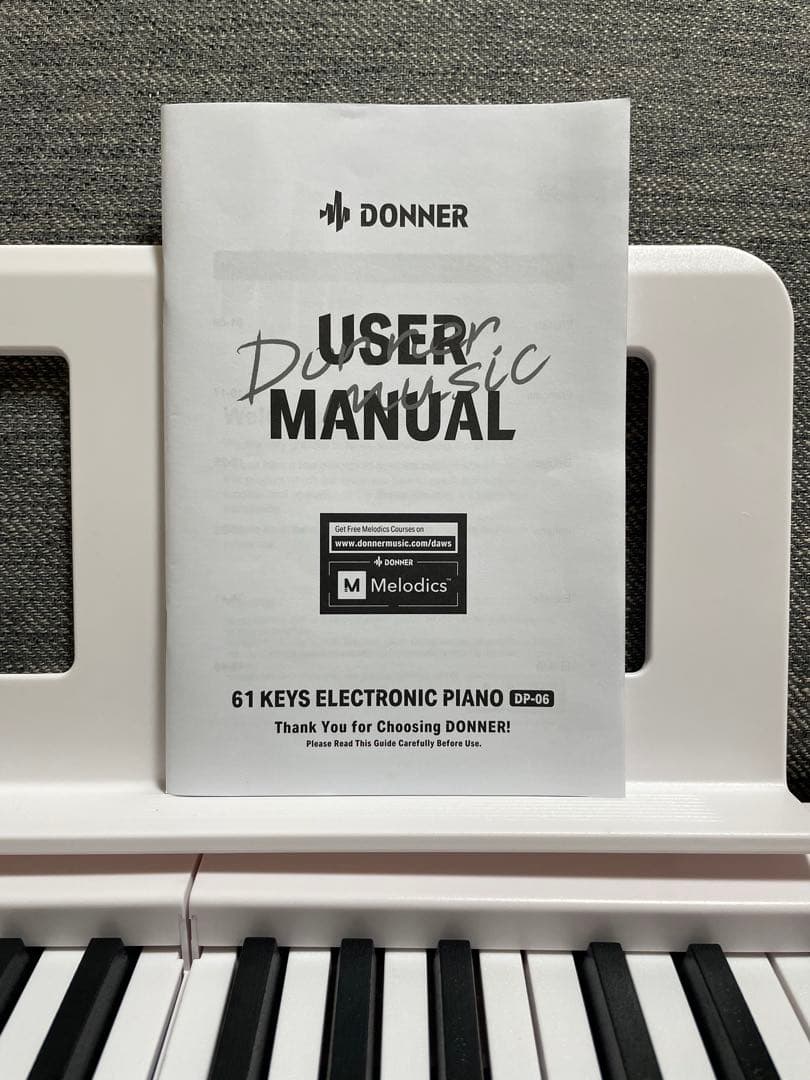 DONNER
USER
Donner
music
MANUAL
Get Free Melodics Courses on
www.donnermusic.com/daws
DONNER
M Melodics™
61 KEYS ELECTRONIC PIANO DP-06
Thank You for Choosing DONNER!
Please Read This Guide Carefully Before Use.